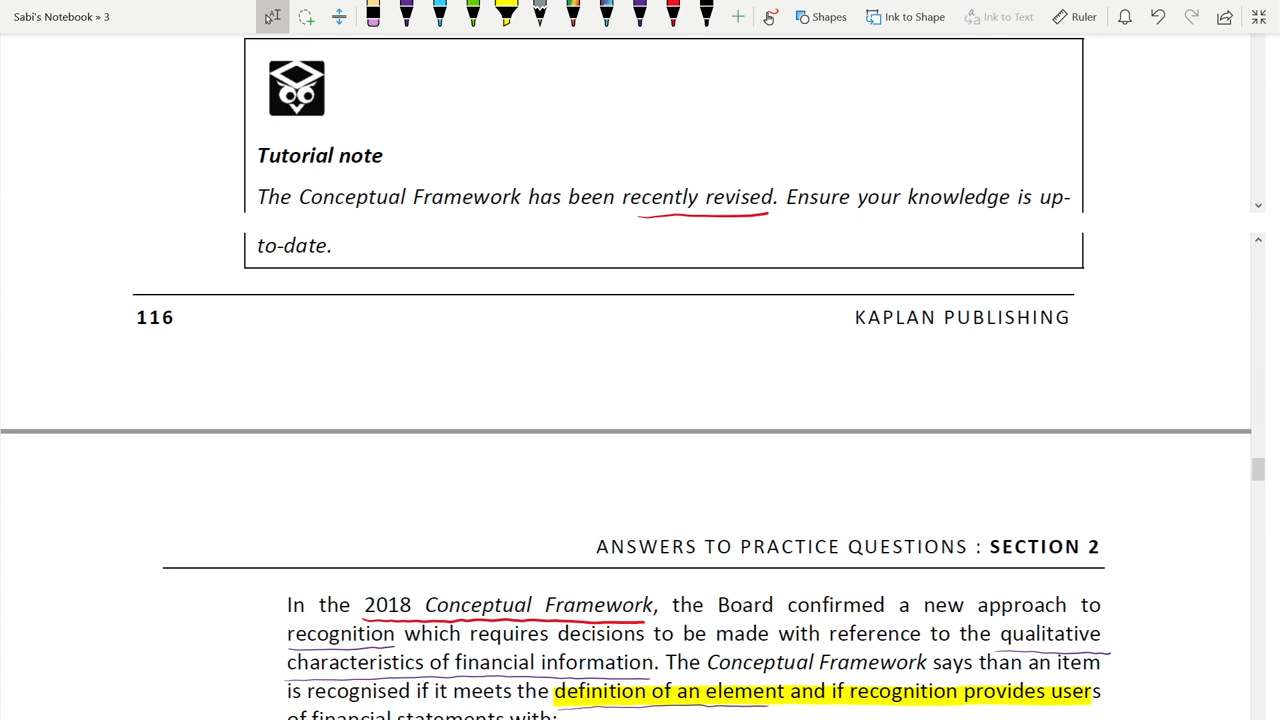 Sabi's Notebook » 3
Shapes
Ink to Shape
Ink to Text
Ruler
Tutorial note
The Conceptual Framework has been recently revised. Ensure your knowledge is up-
to-date.
116
KAPLAN PUBLISHING
ANSWERS TO PRACTICE QUESTIONS : SECTION 2
In the 2018 Conceptual Framework, the Board confirmed a new approach to
recognition which requires decisions to be made with reference to the qualitative
characteristics of financial information. The Conceptual Framework says than an item
is recognised if it meets the definition of an element and if recognition provides users
of financial statements with: